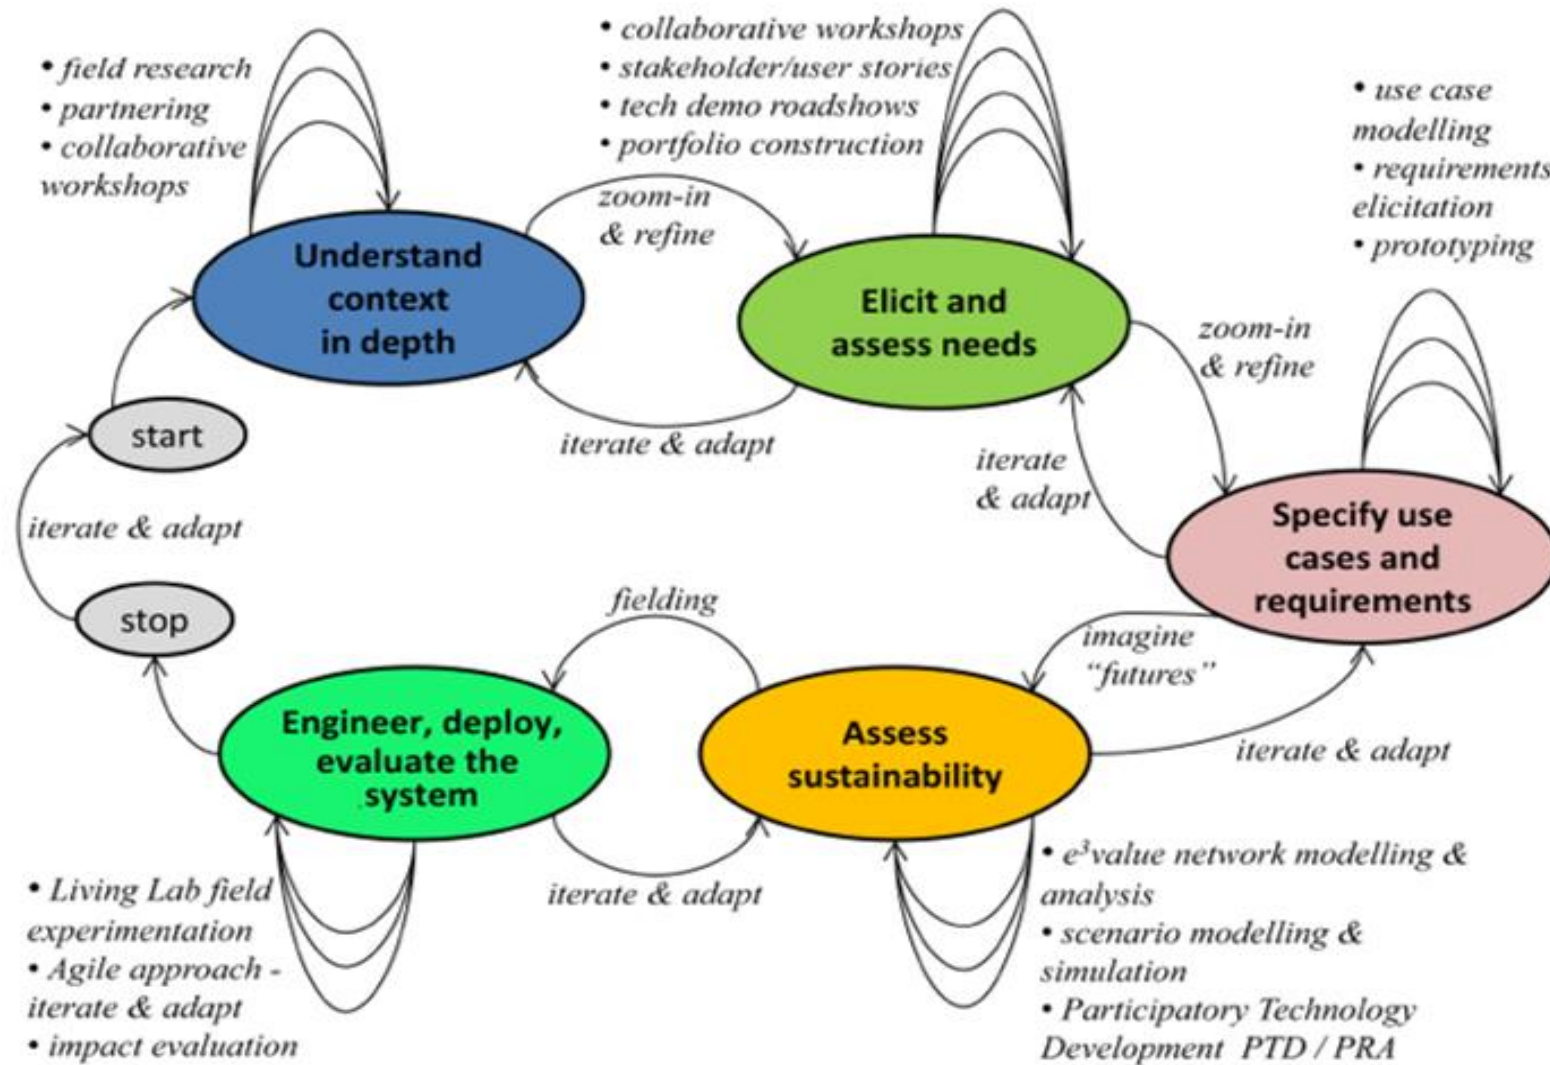 • field research
• partnering
• collaborative
workshops
• collaborative workshops
• stakeholder/user stories
• tech demo roadshows
• portfolio construction
• use case
modelling
• requirements
elicitation
• prototyping
zoom-in
& refine
Understand
context
in depth
Elicit and
assess needs
zoom-in
& refine
start
iterate & adapt
iterate
& adapt
iterate & adapt
Specify use
cases and
requirements
stop
fielding
imagine
“futures”
Engineer, deploy,
evaluate the
system
Assess
sustainability
iterate & adapt
iterate & adapt
• Living Lab field
experimentation
• Agile approach -
iterate & adapt
• impact evaluation
• e³value network modelling &
analysis
• scenario modelling &
simulation
• Participatory Technology
Development PTD / PRA